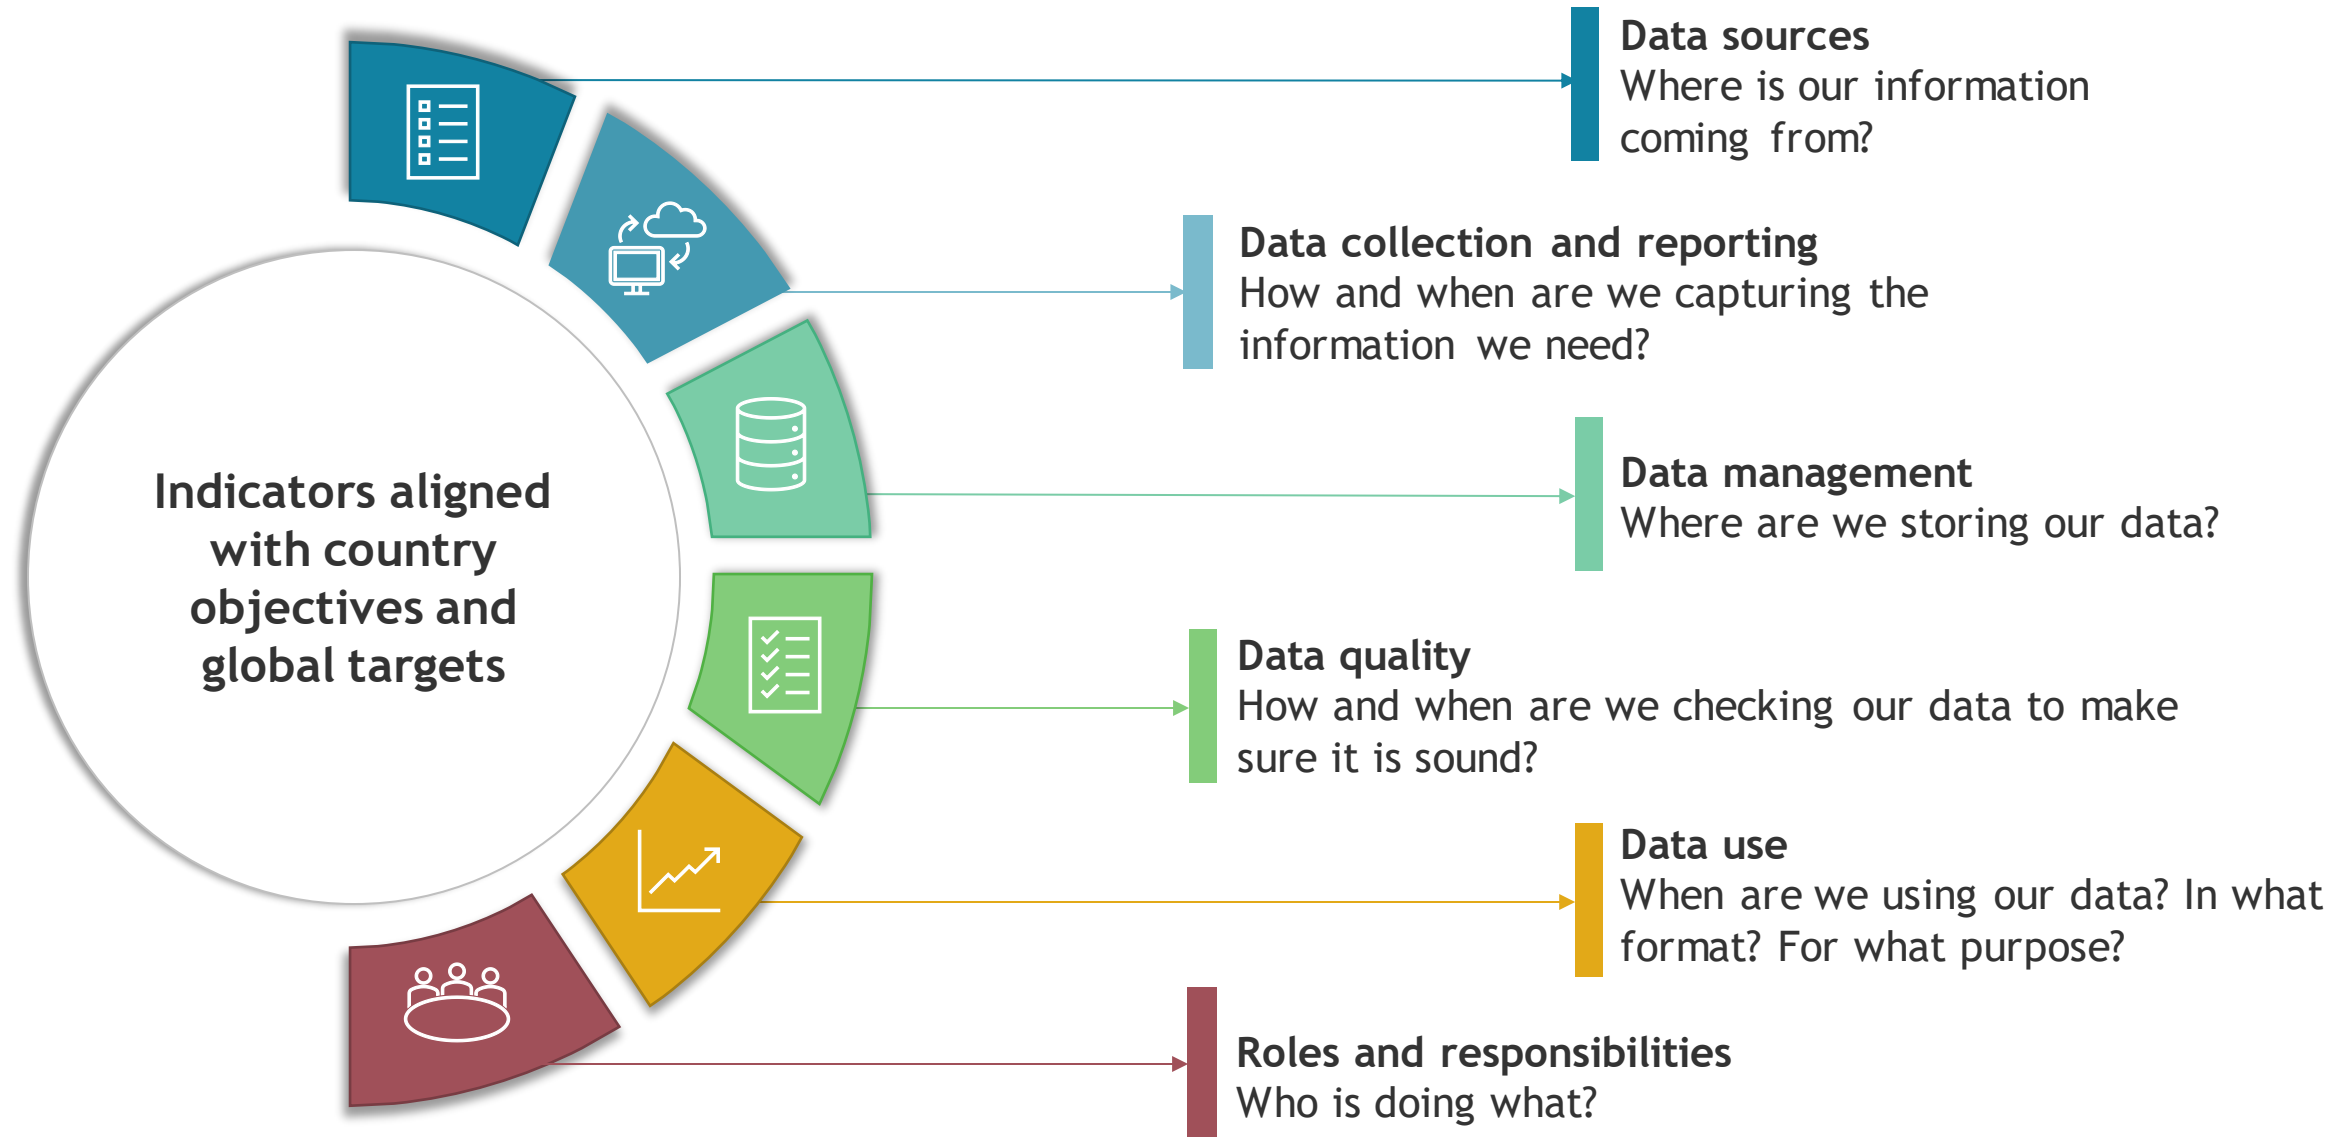 Indicators aligned
with country
objectives and
global targets
Data sources
Where is our information
coming from?
Data collection and reporting
How and when are we capturing the
information we need?
Data management
Where are we storing our data?
Data quality
How and when are we checking our data to make
sure it is sound?
Data use
When are we using our data? In what
format? For what purpose?
Roles and responsibilities
Who is doing what?